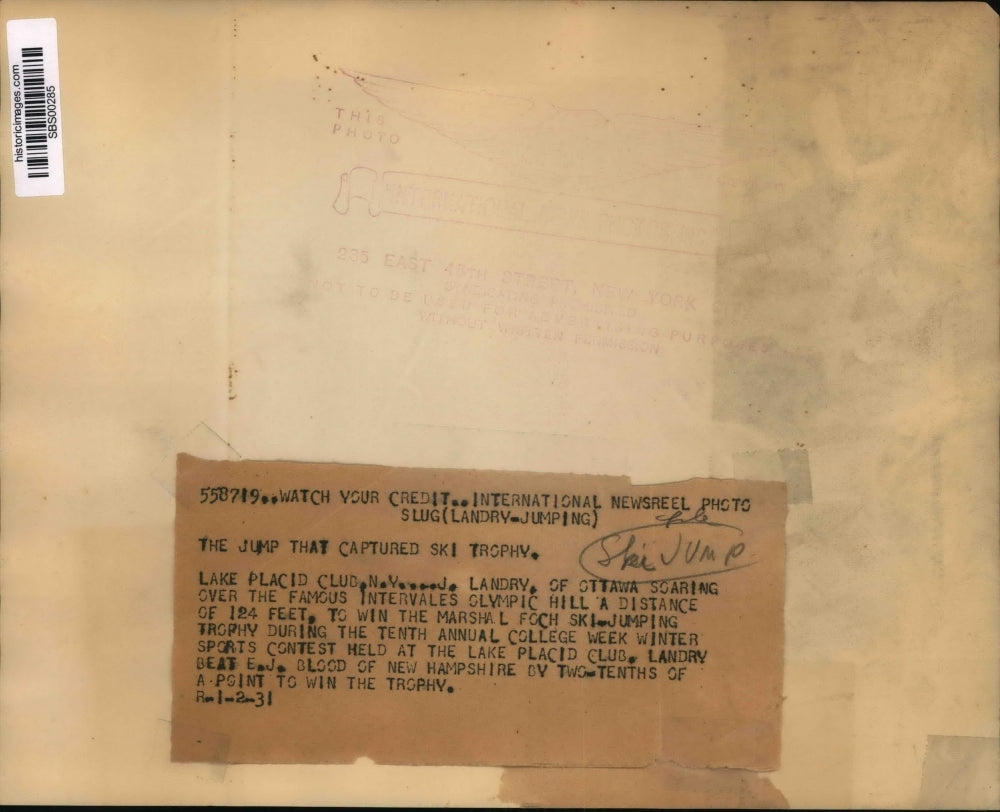 historicimages.com
SBS00285
THIS
PHOTO
INTERNATIONAL NEWS PHOTOS INC
235 EAST 45TH STREET, NEW YORK
NOT TO BE USED FOR ADVERTISING PURPOSES
WITHOUT WRITTEN PERMISSION
558719..WATCH YOUR CREDIT..INTERNATIONAL NEWSREEL PHOTO
SLUG(LANDRY-JUMPING)
Ski JUMP
THE JUMP THAT CAPTURED SKI TROPHY.
LAKE PLACID CLUB,N.Y.....J. LANDRY, OF OTTAWA SOARING
OVER THE FAMOUS INTERVALES OLYMPIC HILL A DISTANCE
OF 124 FEET, TO WIN THE MARSHAL FOCH SKI-JUMPING
TROPHY DURING THE TENTH ANNUAL COLLEGE WEEK WINTER
SPORTS CONTEST HELD AT THE LAKE PLACID CLUB. LANDRY
BEAT E.J. BLOOD OF NEW HAMPSHIRE BY TWO-TENTHS OF
A POINT TO WIN THE TROPHY.
R-1-2-31